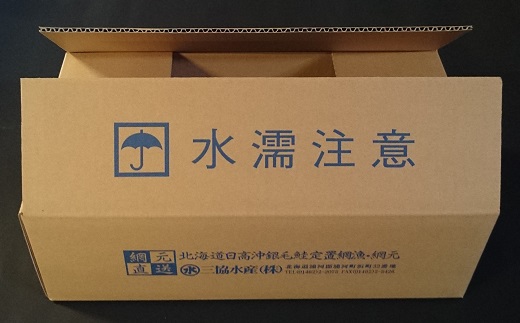 水濡注意
網元直送 北海道日高沖銀毛鮭定置網漁・網元
㊌ 三協水産(株)